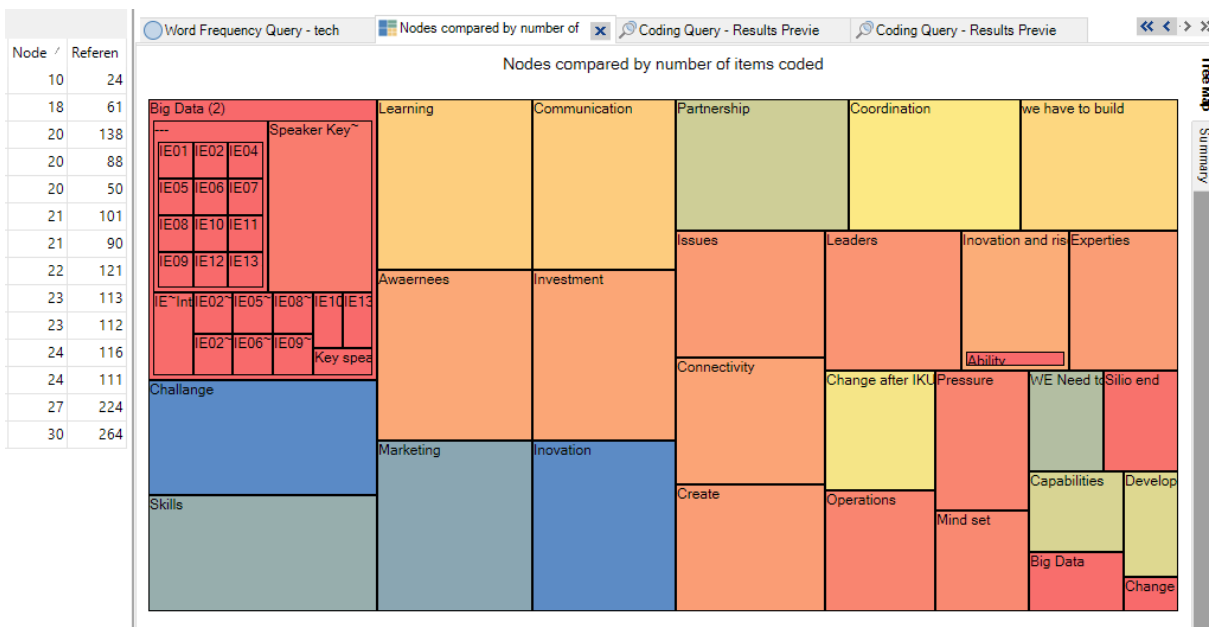 Word Frequency Query - tech
Nodes compared by number of
Coding Query - Results Previe
Coding Query - Results Previe
Node Referen
10 24
18 61
20 138
20 88
20 50
21 101
21 90
22 121
23 113
23 112
24 116
24 111
27 224
30 264
Nodes compared by number of items coded
Big Data (2)
---
Speaker Key~
IE01 IE02 IE04
IE05 IE06 IE07
IE08 IE10 IE11
IE09 IE12 IE13
IE~Int IE02~ IE05~ IE08~ IE10 IE13
IE02~ IE06~ IE09~
Key spea
Challange
Skills
Learning
Communication
Awaernees
Investment
Marketing
Inovation
Partnership
Coordination
we have to build
Issues
Leaders
Inovation and ris
Experties
Ability
Connectivity
Create
Change after IKU
Pressure
WE Need to
Silio end
Operations
Mind set
Capabilities
Develop
Big Data
Change
Tree Map
Summary